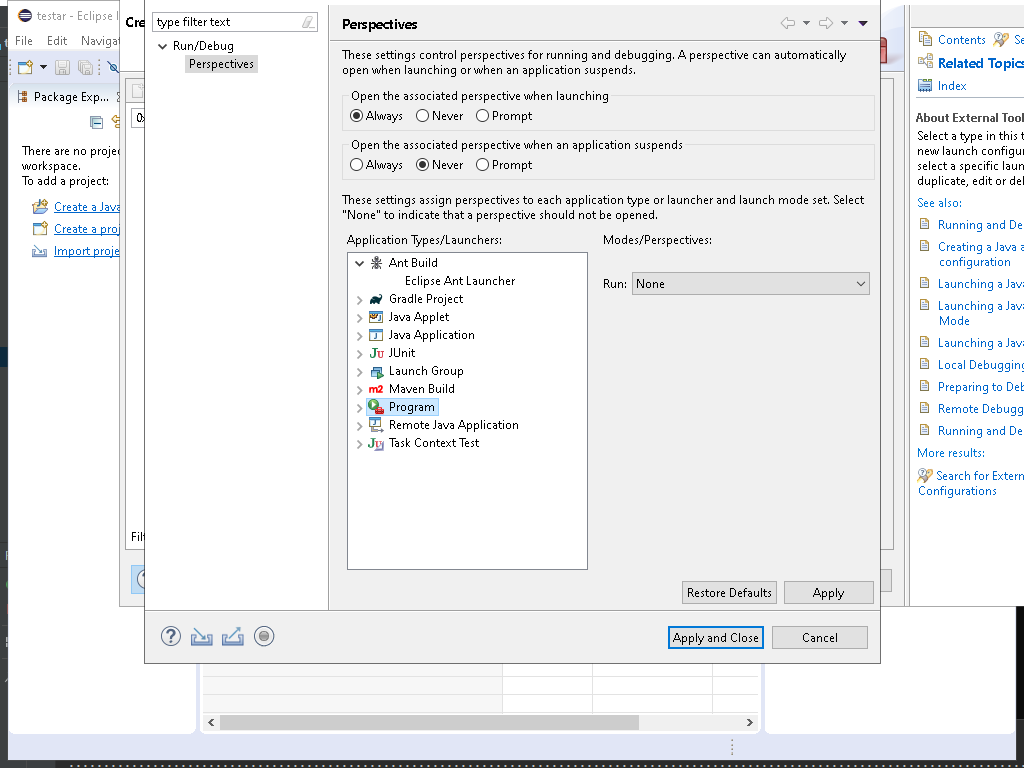 testar - Eclipse I
File Edit Navigat
Package Exp...
There are no projec
workspace.
To add a project:
Create a Java
Create a proj
Import proje
Cre
type filter text
Run/Debug
Perspectives
Perspectives
These settings control perspectives for running and debugging. A perspective can automatically
open when launching or when an application suspends.
Open the associated perspective when launching
Always Never Prompt
Open the associated perspective when an application suspends
Always Never Prompt
These settings assign perspectives to each application type or launcher and launch mode set. Select
"None" to indicate that a perspective should not be opened.
Application Types/Launchers:
Modes/Perspectives:
Ant Build
Eclipse Ant Launcher
Gradle Project
Java Applet
Java Application
JUnit
Launch Group
Maven Build
Program
Remote Java Application
Task Context Test
Run: None
Restore Defaults Apply
Apply and Close Cancel
Filt
Contents Se
Related Topics
Index
About External Tool
Select a type in this t
new launch configur
select a specific laun
duplicate, edit or del
See also:
Running and De
Creating a Java a
configuration
Launching a Java
Launching a Java
Mode
Launching a Java
Local Debugging
Preparing to Deb
Remote Debugg
Running and De
More results:
Search for Extern
Configurations